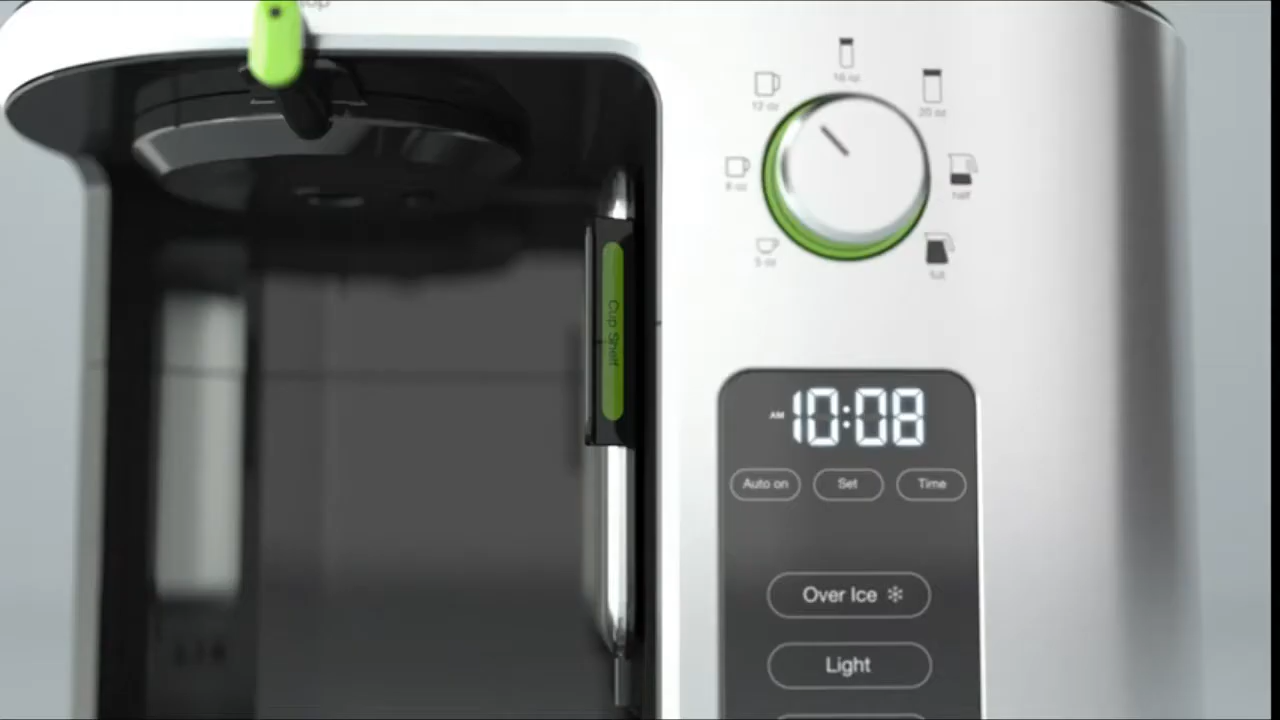 16 oz
12 oz
20 oz
8 oz
half
5 oz
full
Cup Shelf
AM 10:08
Auto on Set Time
Over Ice
Light